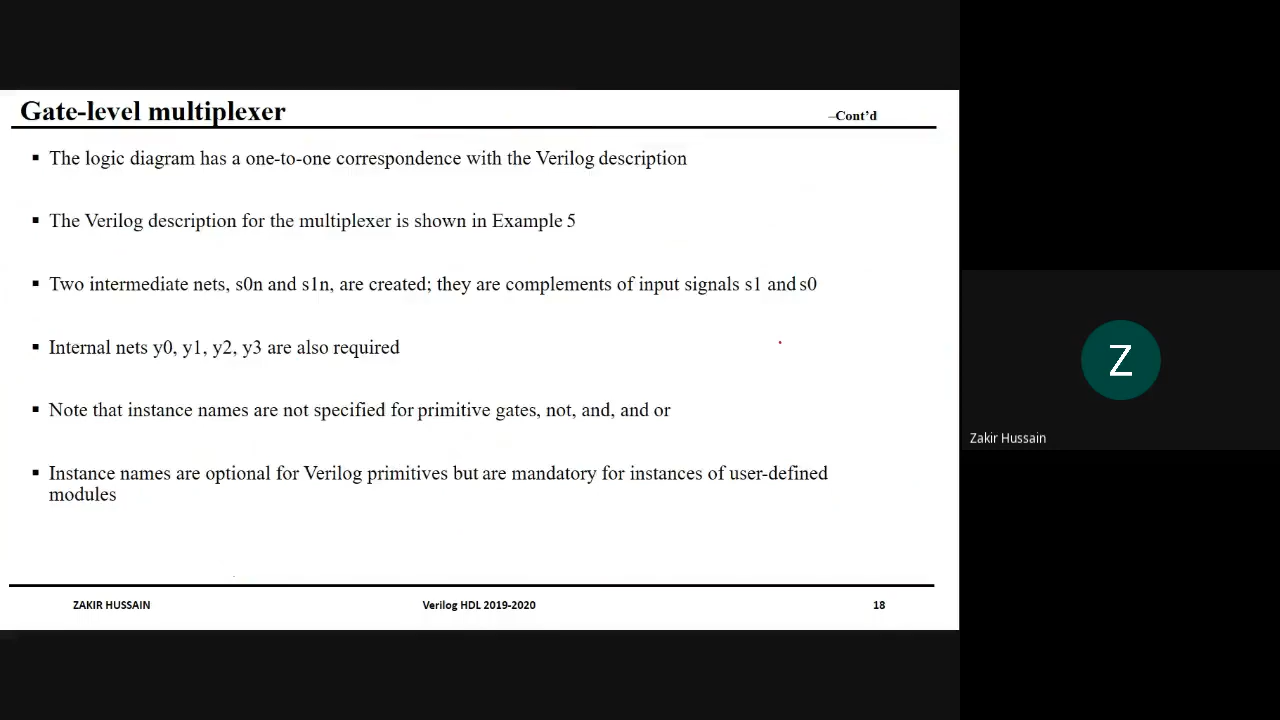 Gate-level multiplexer
–Cont'd
▪ The logic diagram has a one-to-one correspondence with the Verilog description
▪ The Verilog description for the multiplexer is shown in Example 5
▪ Two intermediate nets, s0n and s1n, are created; they are complements of input signals s1 and s0
▪ Internal nets y0, y1, y2, y3 are also required
▪ Note that instance names are not specified for primitive gates, not, and, and or
▪ Instance names are optional for Verilog primitives but are mandatory for instances of user-defined
modules
ZAKIR HUSSAIN
Verilog HDL 2019-2020
18
Z
Zakir Hussain